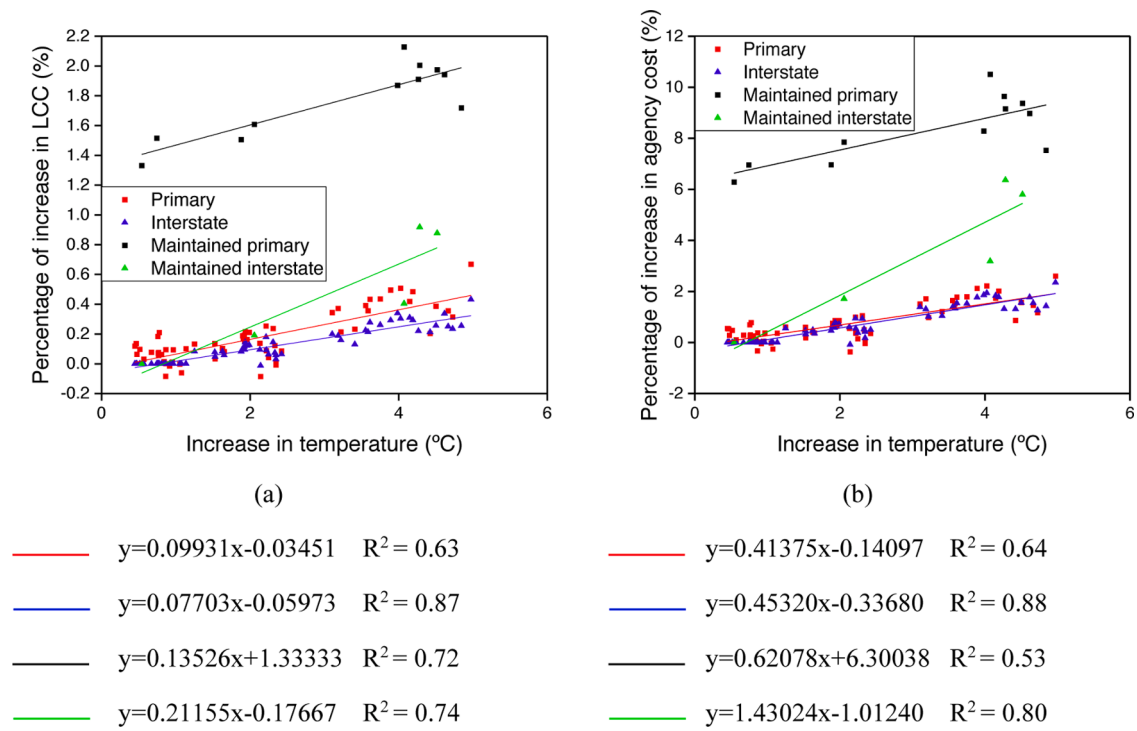 Percentage of increase in LCC (%)
2.2
2.0
1.8
1.6
1.4
1.2
1.0
0.8
0.6
0.4
0.2
0.0
-0.2
Primary
Interstate
Maintained primary
Maintained interstate
0 2 4 6
Increase in temperature (ºC)
(a)
Percentage of increase in agency cost (%)
12
10
8
6
4
2
0
-2
Primary
Interstate
Maintained primary
Maintained interstate
0 2 4 6
Increase in temperature (ºC)
(b)
y=0.09931x-0.03451 R² = 0.63
y=0.07703x-0.05973 R² = 0.87
y=0.13526x+1.33333 R² = 0.72
y=0.21155x-0.17667 R² = 0.74
y=0.41375x-0.14097 R² = 0.64
y=0.45320x-0.33680 R² = 0.88
y=0.62078x+6.30038 R² = 0.53
y=1.43024x-1.01240 R² = 0.80